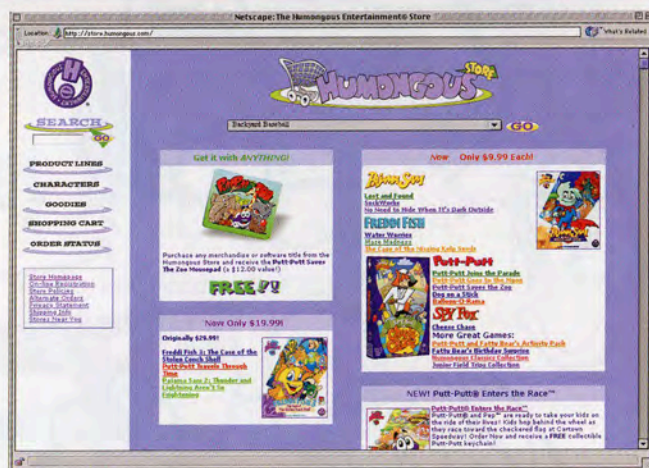 Netscape: The Humongous Entertainment® Store
Location: http://store.humongous.com/
What's Related
HUMONGOUS STORE
SEARCH
GO
Backyard Baseball
GO
PRODUCT LINES
CHARACTERS
GOODIES
SHOPPING CART
ORDER STATUS
Store Homepage
On-line Registration
Store Policies
Alternate Orders
Privacy Statement
Shipping Info
Stores Near You
Get it with ANYTHING!
Purchase any merchandise or software title from the
Humongous Store and receive the Putt-Putt Saves
The Zoo Mousepad (a $12.00 value!)
FREE!!
Now Only $19.99!
Originally $29.99!
Freddi Fish 3: The Case of the
Stolen Conch Shell
Putt-Putt Travels Through
Time
Pajama Sam 2: Thunder and
Lightning Aren't So
Frightening
Now Only $9.99 Each!
PAJAMA SAM
Lost and Found
SockWorks
No Need to Hide When It's Dark Outside
FREDDI FISH
Water Worries
Maze Madness
The Case of the Missing Kelp Seeds
Putt-Putt
Putt-Putt Joins the Parade
Putt-Putt Goes to the Moon
Putt-Putt Saves the Zoo
Dog on a Stick
Balloon-O-Rama
SPY FOX
Cheese Chase
More Great Games:
Putt-Putt and Fatty Bear's Activity Pack
Fatty Bear's Birthday Surprise
Humongous Classics Collection
Junior Field Trips Collection
NEW! Putt-Putt® Enters the Race™
Putt-Putt® Enters the Race™
Putt-Putt® and Pep™ are ready to take your kids on
the ride of their lives! Kids hop behind the wheel as
they race toward the checkered flag at Cartown
Speedway! Order Now and receive a FREE collectible
Putt-Putt keychain!